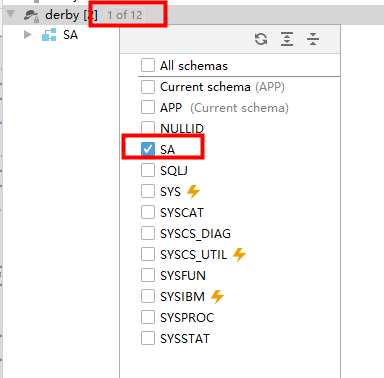 derby [2] 1 of 12
SA
All schemas
Current schema (APP)
APP (Current schema)
NULLID
SA
SQLJ
SYS
SYSCAT
SYSCS_DIAG
SYSCS_UTIL
SYSFUN
SYSIBM
SYSPROC
SYSSTAT